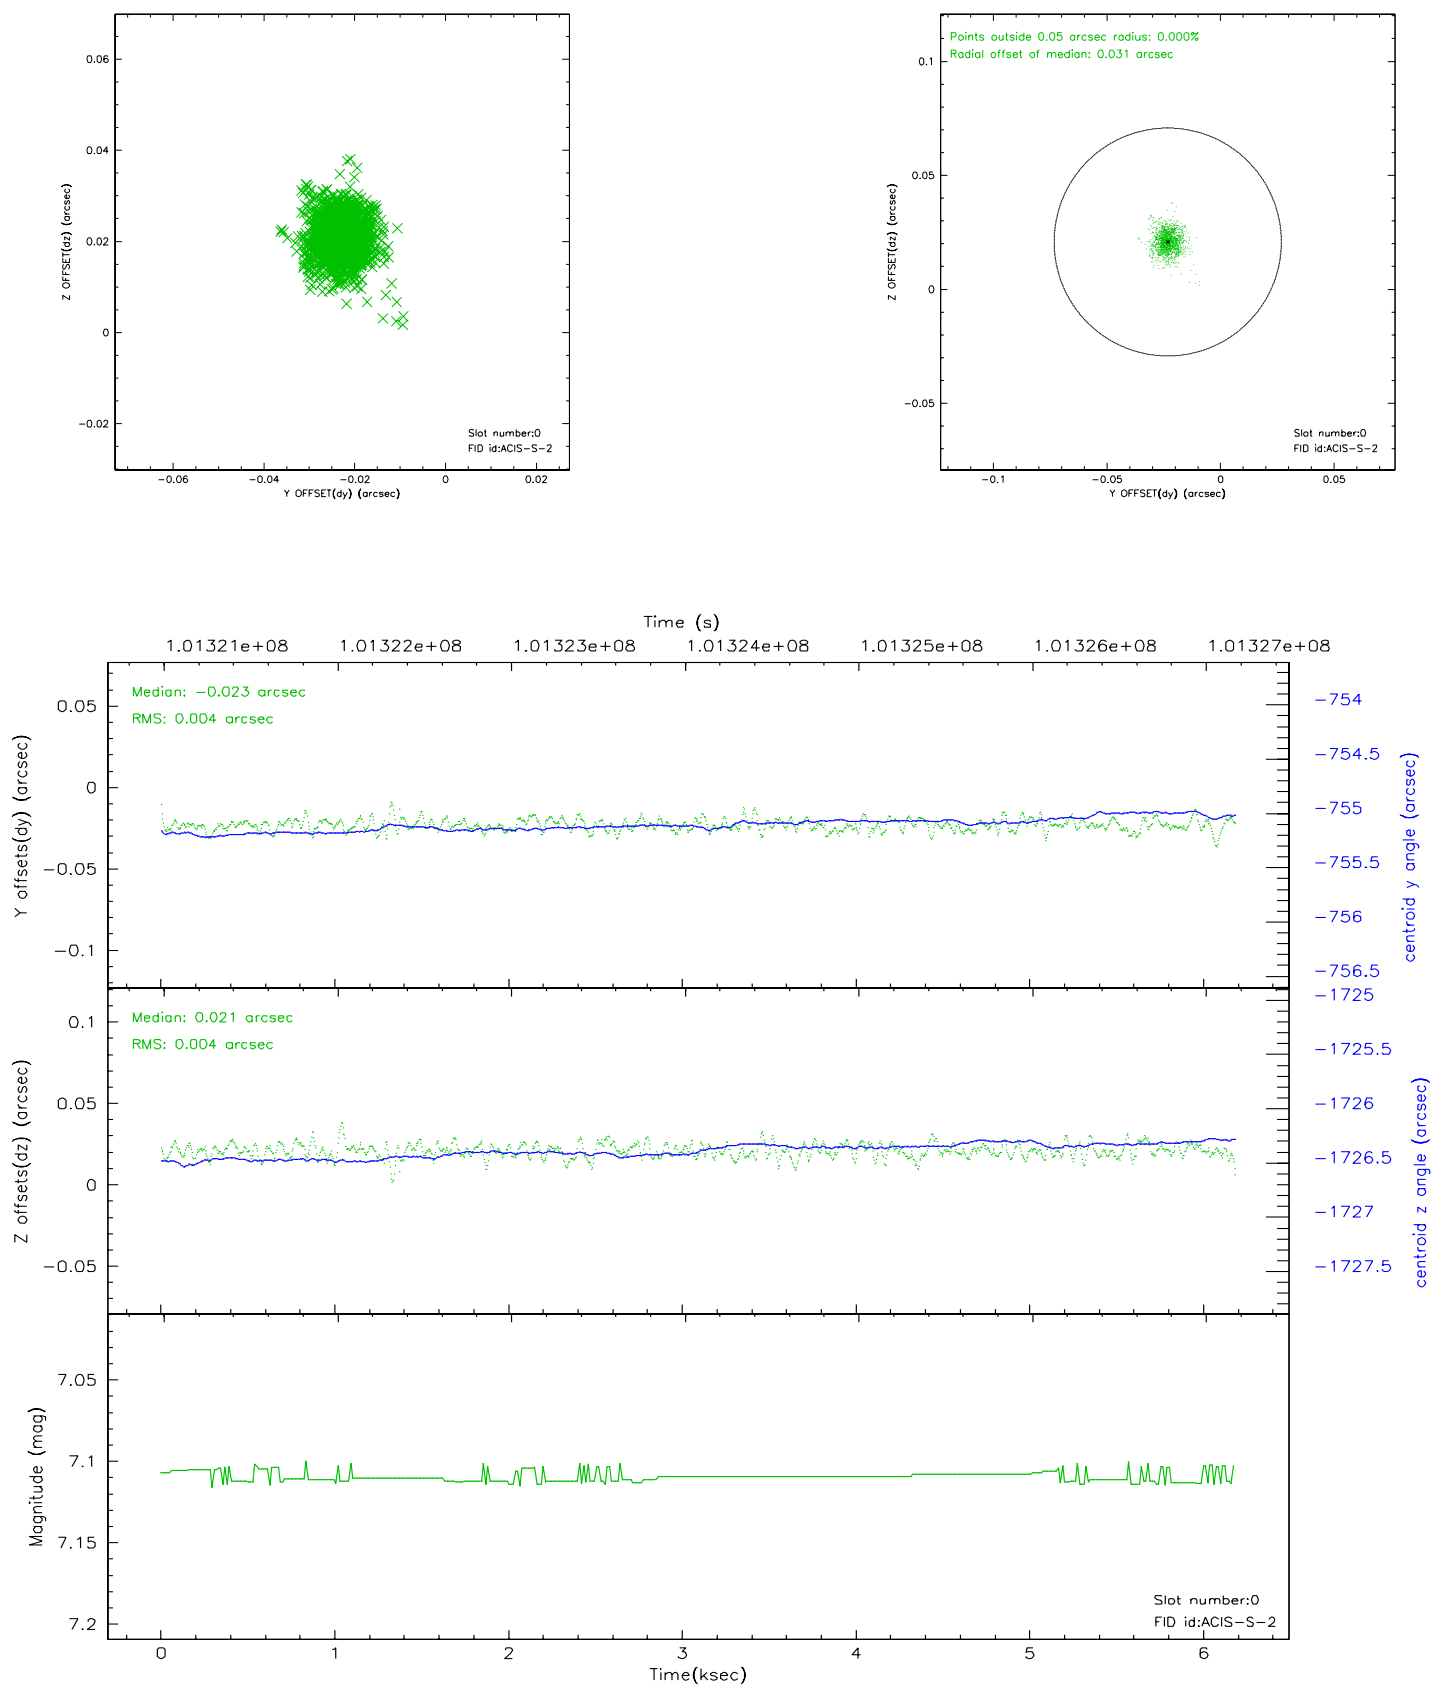 0.06
0.04
0.02
0
-0.02
Z OFFSET(dz) (arcsec)
Slot number:0
FID id:ACIS-S-2
-0.06 -0.04 -0.02 0 0.02
Y OFFSET(dy) (arcsec)
Points outside 0.05 arcsec radius: 0.000%
Radial offset of median: 0.031 arcsec
0.1
0.05
0
-0.05
Z OFFSET(dz) (arcsec)
Slot number:0
FID id:ACIS-S-2
-0.1 -0.05 0 0.05
Y OFFSET(dy) (arcsec)
Time (s)
1.01321e+08 1.01322e+08 1.01323e+08 1.01324e+08 1.01325e+08 1.01326e+08 1.01327e+08
Median: -0.023 arcsec
RMS: 0.004 arcsec
0.05
0
-0.05
-0.1
Y offsets(dy) (arcsec)
-754
-754.5
-755
-755.5
-756
-756.5
centroid y angle (arcsec)
Median: 0.021 arcsec
RMS: 0.004 arcsec
0.1
0.05
0
-0.05
Z offsets(dz) (arcsec)
-1725
-1725.5
-1726
-1726.5
-1727
-1727.5
centroid z angle (arcsec)
7.05
7.1
7.15
7.2
Magnitude (mag)
Slot number:0
FID id:ACIS-S-2
0 1 2 3 4 5 6
Time(ksec)